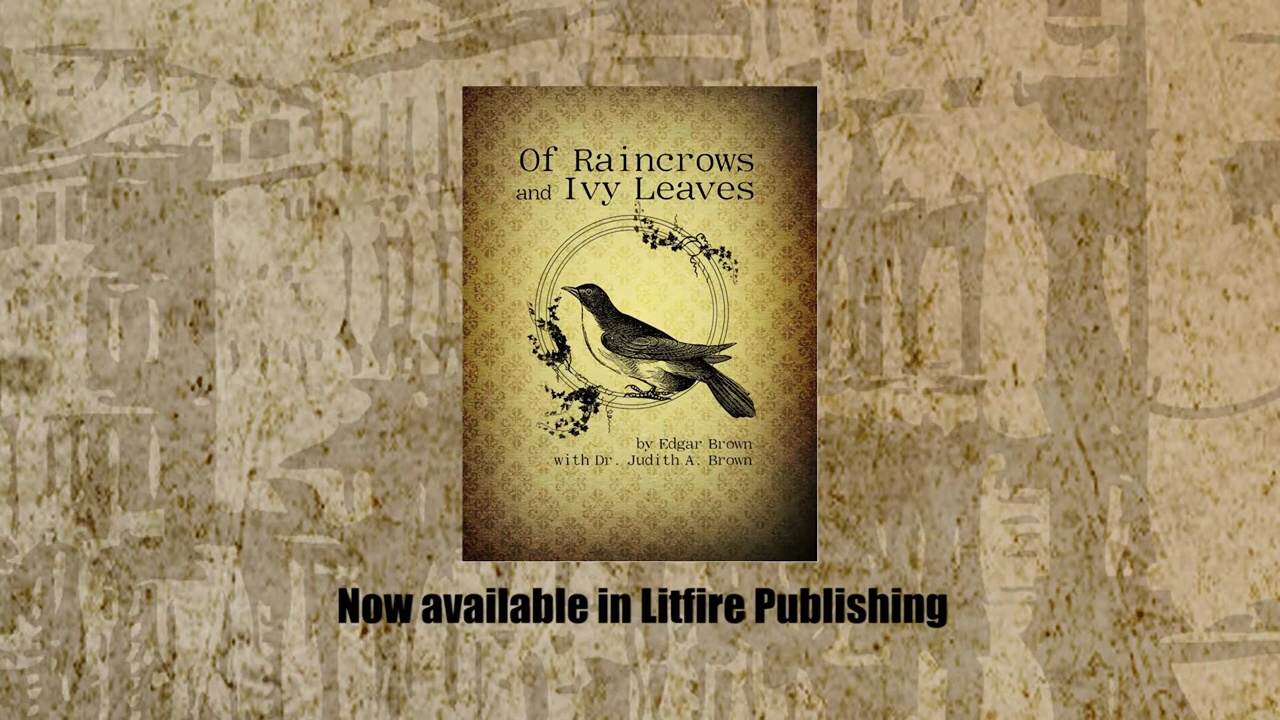 Of Raincrows
and Ivy Leaves
by Edgar Brown
with Dr. Judith A. Brown
Now available in Litfire Publishing